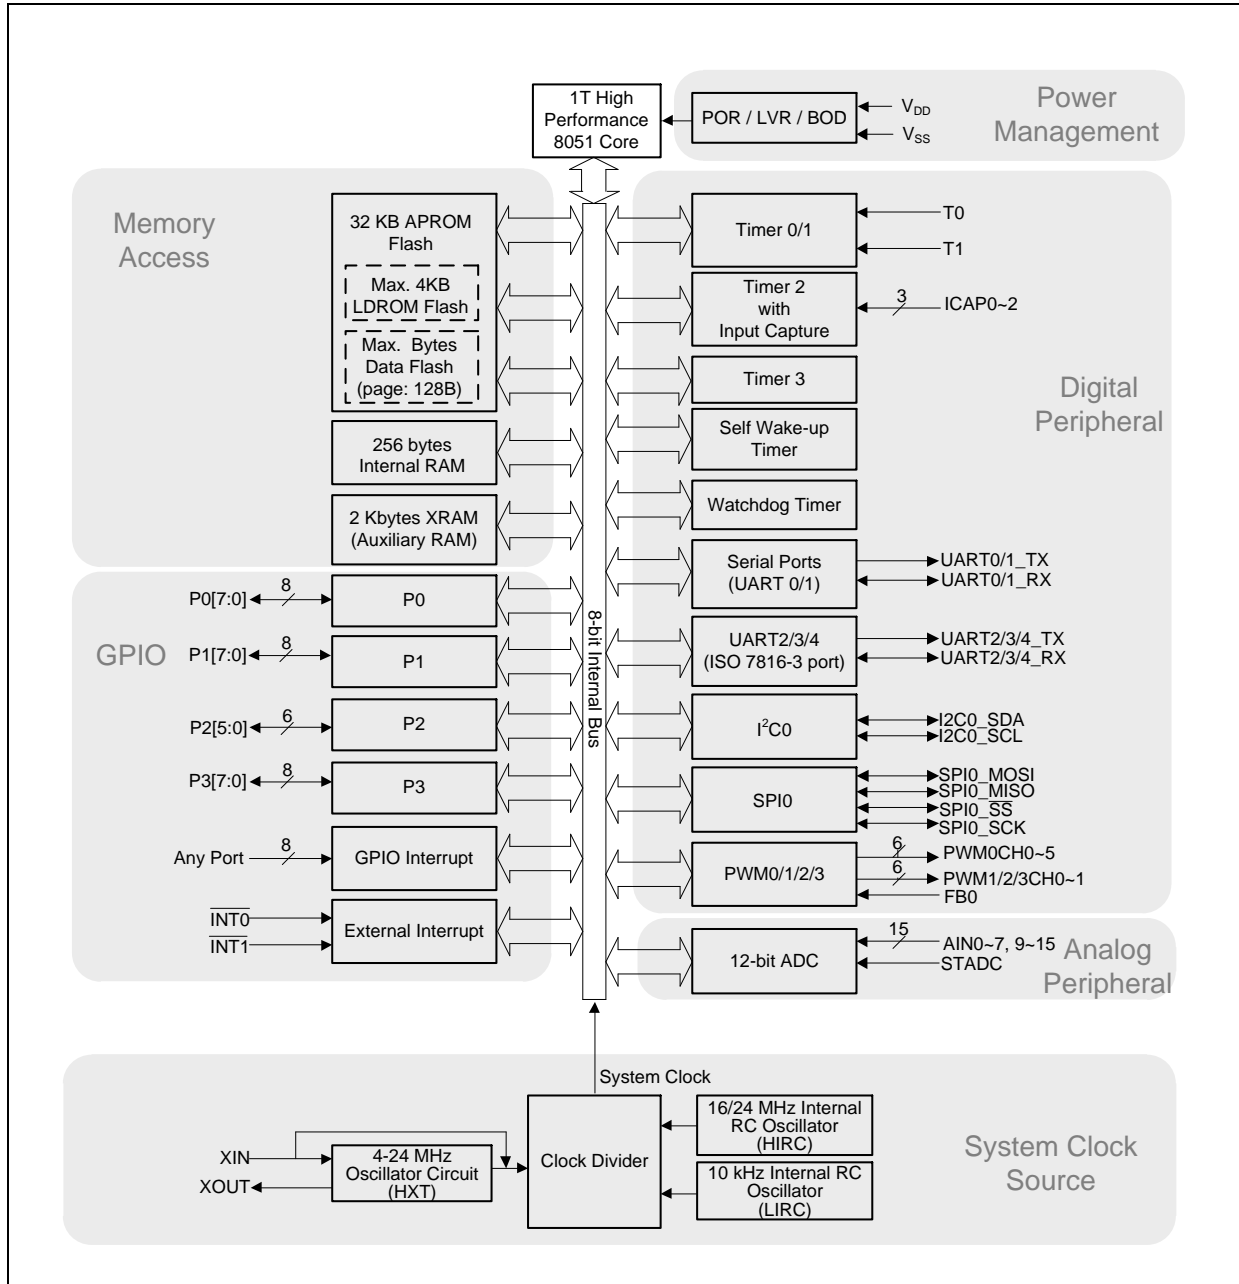 1T High
Performance
8051 Core
POR / LVR / BOD
VDD
VSS
Power
Management
Memory
Access
32 KB APROM
Flash
Max. 4KB
LDROM Flash
Max. Bytes
Data Flash
(page: 128B)
256 bytes
Internal RAM
2 Kbytes XRAM
(Auxiliary RAM)
GPIO
P0[7:0]
8
P0
P1[7:0]
8
P1
P2[5:0]
6
P2
P3[7:0]
8
P3
Any Port
8
GPIO Interrupt
INT0
INT1
External Interrupt
8-bit Internal Bus
Timer 0/1
T0
T1
Timer 2
with
Input Capture
3
ICAP0~2
Timer 3
Self Wake-up
Timer
Watchdog Timer
Digital
Peripheral
Serial Ports
(UART 0/1)
UART0/1_TX
UART0/1_RX
UART2/3/4
(ISO 7816-3 port)
UART2/3/4_TX
UART2/3/4_RX
I²C0
I2C0_SDA
I2C0_SCL
SPI0
SPI0_MOSI
SPI0_MISO
SPI0_SS
SPI0_SCK
PWM0/1/2/3
6
PWM0CH0~5
6
PWM1/2/3CH0~1
FB0
12-bit ADC
15
AIN0~7, 9~15
STADC
Analog
Peripheral
System Clock
XIN
XOUT
4-24 MHz
Oscillator Circuit
(HXT)
Clock Divider
16/24 MHz Internal
RC Oscillator
(HIRC)
10 kHz Internal RC
Oscillator
(LIRC)
System Clock
Source